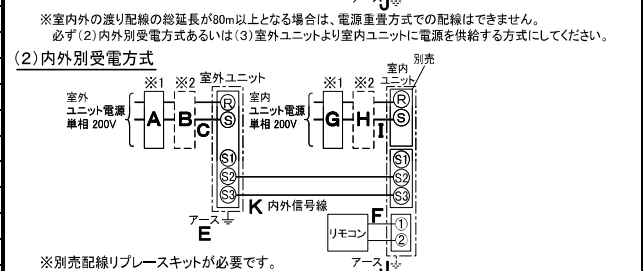 ※室内外の渡り配線の総延長が80m以上となる場合は、電源重畳方式での配線はできません。
必ず(2)内外別受電方式あるいは(3)室外ユニットより室内ユニットに電源を供給する方式にしてください。
(2)内外別受電方式
※1 ※2 室外ユニット
室外
ユニット電源
単相 200V
A B C
R
S
S1
S2
S3
アース
E
※1 ※2 室内
ユニット
別売
室内
ユニット電源
単相 200V
G H I
R
S
S1
S2
S3
K 内外信号線
F
リモコン
①
②
アース
J
※別売配線リプレースキットが必要です。